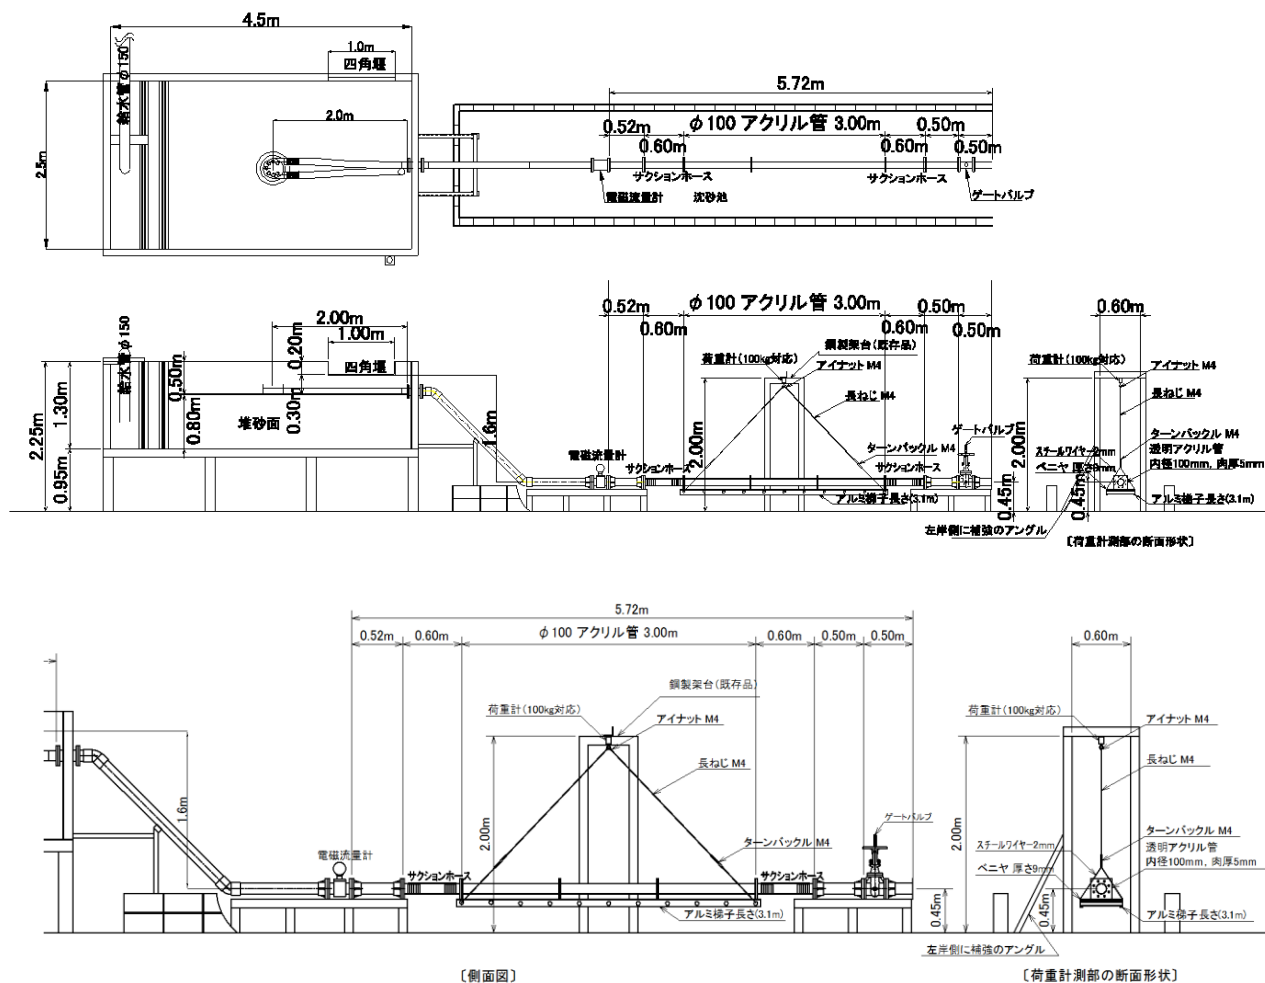 4.5m
1.0m
四角堰
給水管φ150
2.5m
2.0m
5.72m
0.52m
φ100 アクリル管 3.00m
0.50m
0.60m
0.60m
0.50m
サクションホース
サクションホース
電磁流量計
沈砂池
ゲートバルブ
2.00m
1.00m
四角堰
0.20m
0.50m
0.30m
0.80m
給水管φ150
1.30m
2.25m
0.95m
堆砂面
1.6m
0.52m
φ100 アクリル管 3.00m
0.50m
0.60m
0.60m
0.50m
鋼製架台(既存品)
荷重計(100kg対応)
アイナット M4
長ねじ M4
2.00m
ターンバックル M4
ゲートバルブ
電磁流量計
サクションホース
サクションホース
アルミ梯子長さ(3.1m)
0.45m
0.60m
荷重計(100kg対応)
アイナット M4
長ねじ M4
2.00m
ターンバックル M4
スチールワイヤー2mm
透明アクリル管
ベニヤ 厚さ9mm
内径100mm, 肉厚5mm
アルミ梯子長さ(3.1m)
0.45m
左岸側に補強のアングル
〔荷重計測部の断面形状〕
5.72m
0.52m
0.60m
φ100 アクリル管 3.00m
0.60m
0.50m
0.50m
鋼製架台(既存品)
荷重計(100kg対応)
アイナット M4
長ねじ M4
1.6m
2.00m
ゲートバルブ
ターンバックル M4
電磁流量計
サクションホース
サクションホース
アルミ梯子長さ(3.1m)
0.45m
〔側面図〕
0.60m
荷重計(100kg対応)
アイナット M4
長ねじ M4
2.00m
ターンバックル M4
スチールワイヤー2mm
透明アクリル管
ベニヤ 厚さ9mm
内径100mm, 肉厚5mm
0.45m
アルミ梯子長さ(3.1m)
左岸側に補強のアングル
〔荷重計測部の断面形状〕